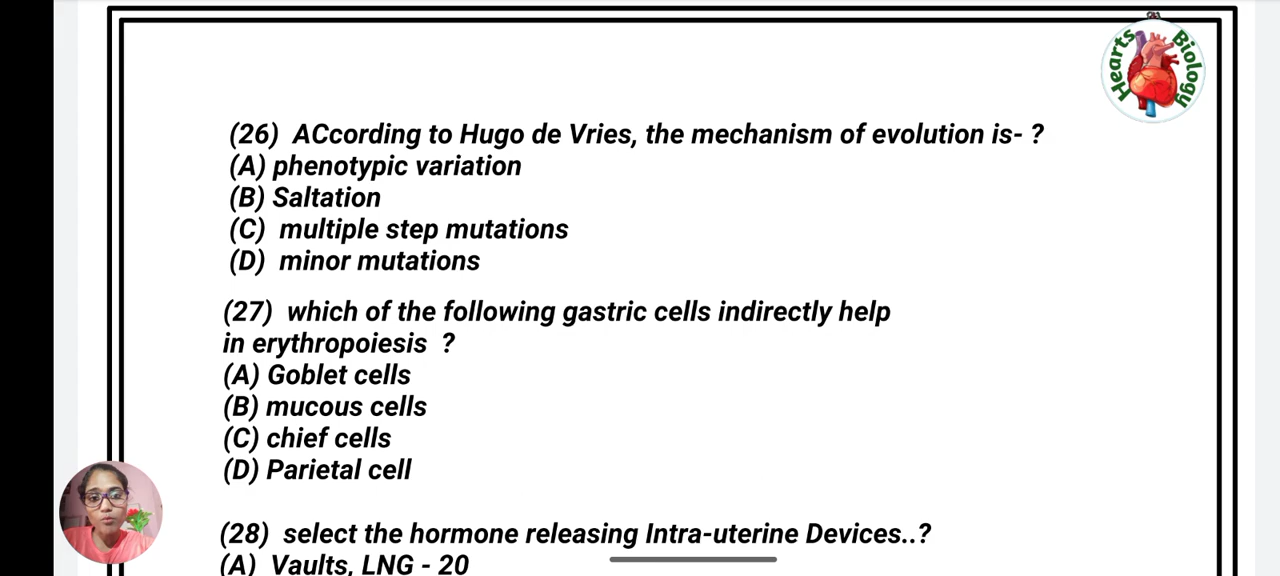 Hearts Biology
(26) ACcording to Hugo de Vries, the mechanism of evolution is- ?
(A) phenotypic variation
(B) Saltation
(C) multiple step mutations
(D) minor mutations
(27) which of the following gastric cells indirectly help
in erythropoiesis ?
(A) Goblet cells
(B) mucous cells
(C) chief cells
(D) Parietal cell
(28) select the hormone releasing Intra-uterine Devices..?
(A) Vaults, LNG - 20